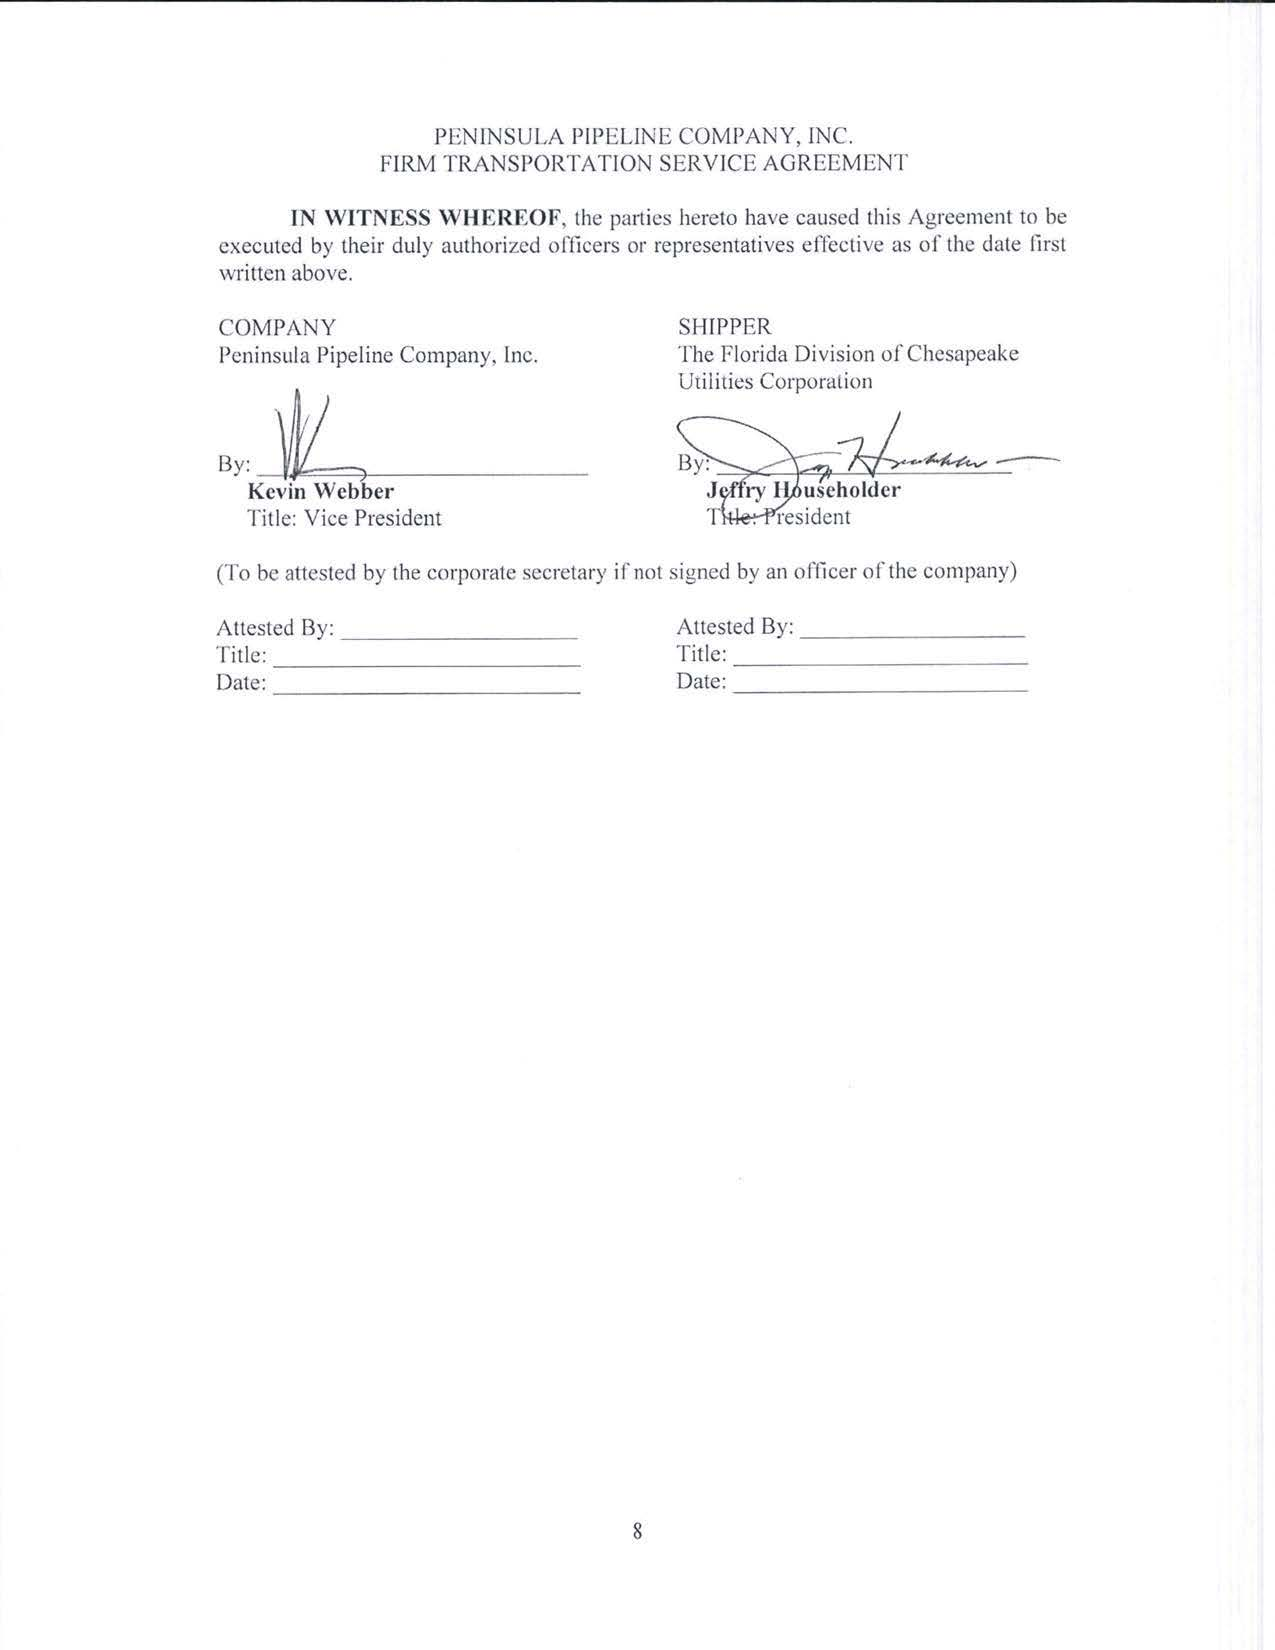 PENINSULA PIPELINE COMPANY, INC.
FIRM TRANSPORTATION SERVICE AGREEMENT
IN WITNESS WHEREOF, the parties hereto have caused this Agreement to be
executed by their duly authorized officers or representatives effective as of the date first
written above.
COMPANY
Peninsula Pipeline Company, Inc.
By:
Kevin Webber
Title: Vice President
SHIPPER
The Florida Division of Chesapeake
Utilities Corporation
By:
Jeffry Householder
Title: President
(To be attested by the corporate secretary if not signed by an officer of the company)
Attested By:
Title:
Date:
Attested By:
Title:
Date:
8